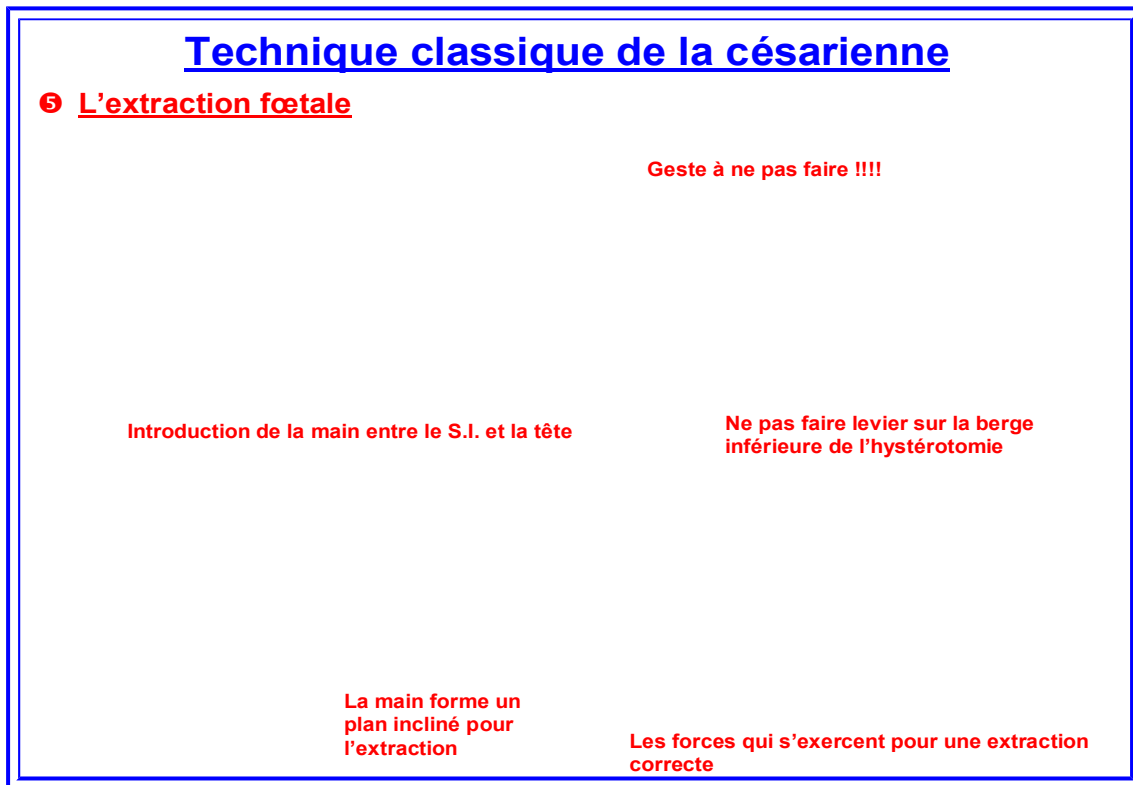 Technique classique de la césarienne
❺ L'extraction fœtale
Geste à ne pas faire !!!!
Introduction de la main entre le S.I. et la tête
Ne pas faire levier sur la berge
inférieure de l'hystérotomie
La main forme un
plan incliné pour
l'extraction
Les forces qui s'exercent pour une extraction
correcte